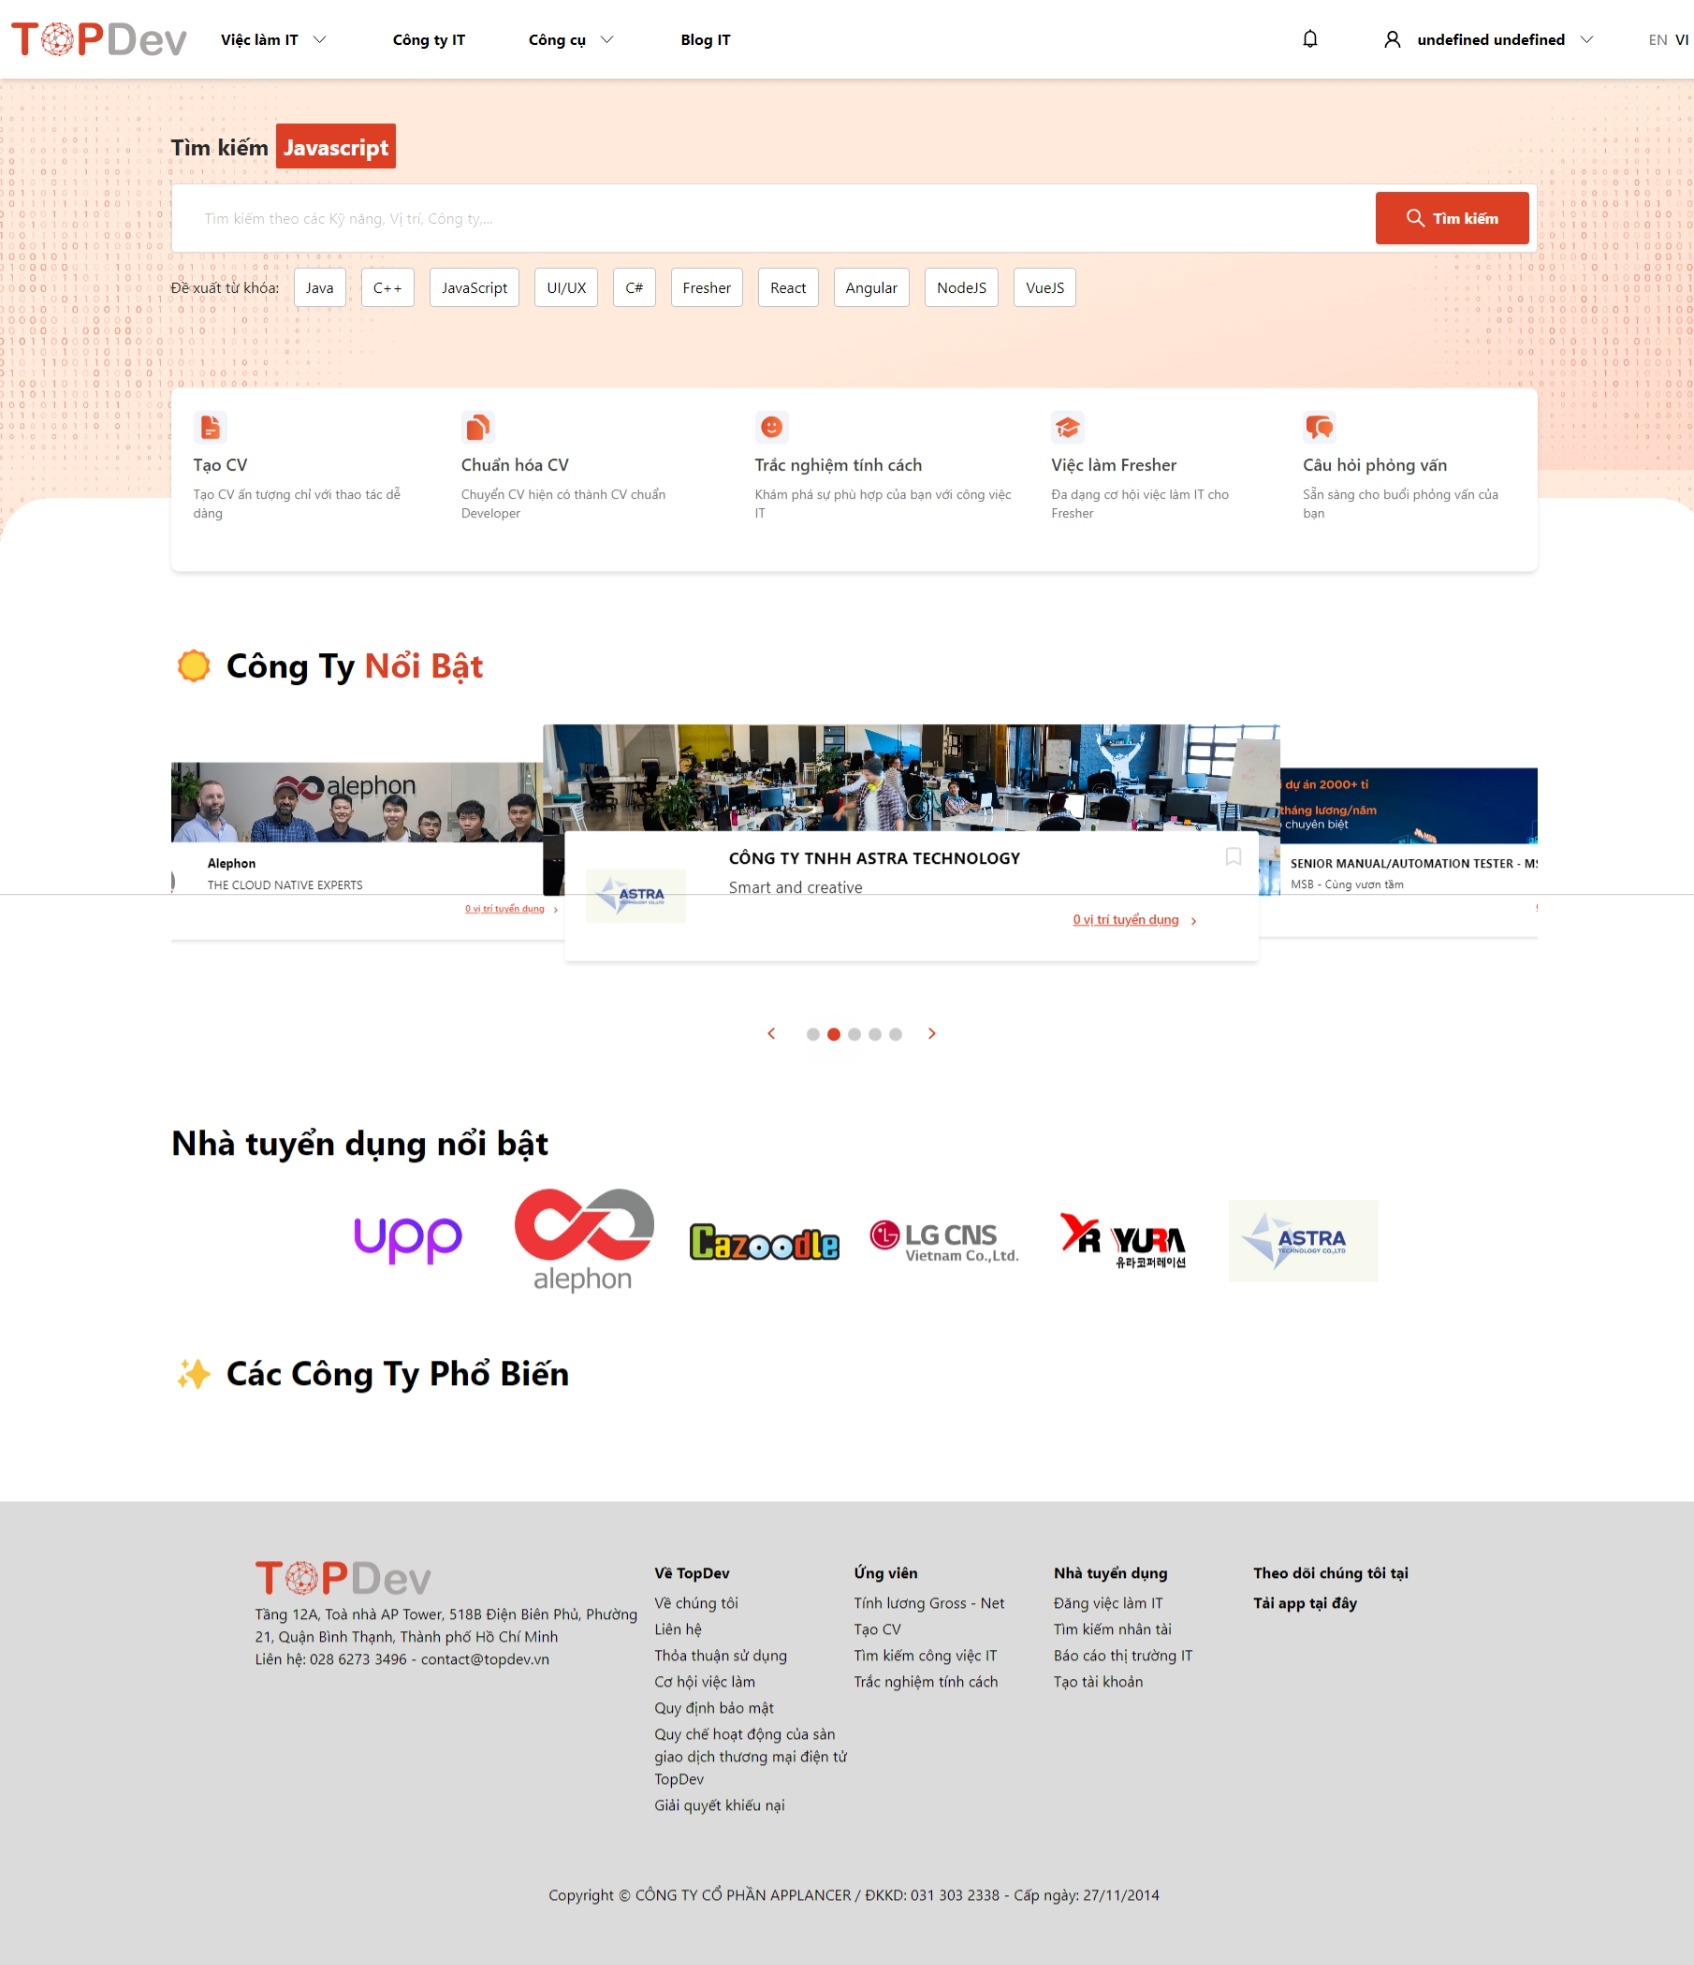 TOPDev
Việc làm IT
Công ty IT
Công cụ
Blog IT
undefined undefined
EN VI
Tìm kiếm Javascript
Tìm kiếm theo các Kỹ năng, Vị trí, Công ty,...
Tìm kiếm
Đề xuất từ khóa:
Java
C++
JavaScript
UI/UX
C#
Fresher
React
Angular
NodeJS
VueJS
Tạo CV
Tạo CV ấn tượng chỉ với thao tác dễ
dàng
Chuẩn hóa CV
Chuyển CV hiện có thành CV chuẩn
Developer
Trắc nghiệm tính cách
Khám phá sự phù hợp của bạn với công việc
IT
Việc làm Fresher
Đa dạng cơ hội việc làm IT cho
Fresher
Câu hỏi phỏng vấn
Sẵn sàng cho buổi phỏng vấn của
bạn
Công Ty Nổi Bật
alephon
Alephon
THE CLOUD NATIVE EXPERTS
0 vị trí tuyển dụng
ASTRA
TECHNOLOGY CO.,LTD
CÔNG TY TNHH ASTRA TECHNOLOGY
Smart and creative
0 vị trí tuyển dụng
dự án 2000+ tỉ
tháng lương/năm
chuyên biệt
SENIOR MANUAL/AUTOMATION TESTER -
MSB - Cùng vươn tầm
Nhà tuyển dụng nổi bật
upp
alephon
Cazoodle
LG CNS
Vietnam Co.,Ltd.
YR YURA
유라코퍼레이션
ASTRA
TECHNOLOGY CO.,LTD
Các Công Ty Phổ Biến
TOPDev
Tầng 12A, Toà nhà AP Tower, 518B Điện Biên Phủ, Phường
21, Quận Bình Thạnh, Thành phố Hồ Chí Minh
Liên hệ: 028 6273 3496 - contact@topdev.vn
Về TopDev
Về chúng tôi
Liên hệ
Thỏa thuận sử dụng
Cơ hội việc làm
Quy định bảo mật
Quy chế hoạt động của sàn
giao dịch thương mại điện tử
TopDev
Giải quyết khiếu nại
Ứng viên
Tính lương Gross - Net
Tạo CV
Tìm kiếm công việc IT
Trắc nghiệm tính cách
Nhà tuyển dụng
Đăng việc làm IT
Tìm kiếm nhân tài
Báo cáo thị trường IT
Tạo tài khoản
Theo dõi chúng tôi tại
Tải app tại đây
Copyright © CÔNG TY CỔ PHẦN APPLANCER / ĐKKD: 031 303 2338 - Cấp ngày: 27/11/2014